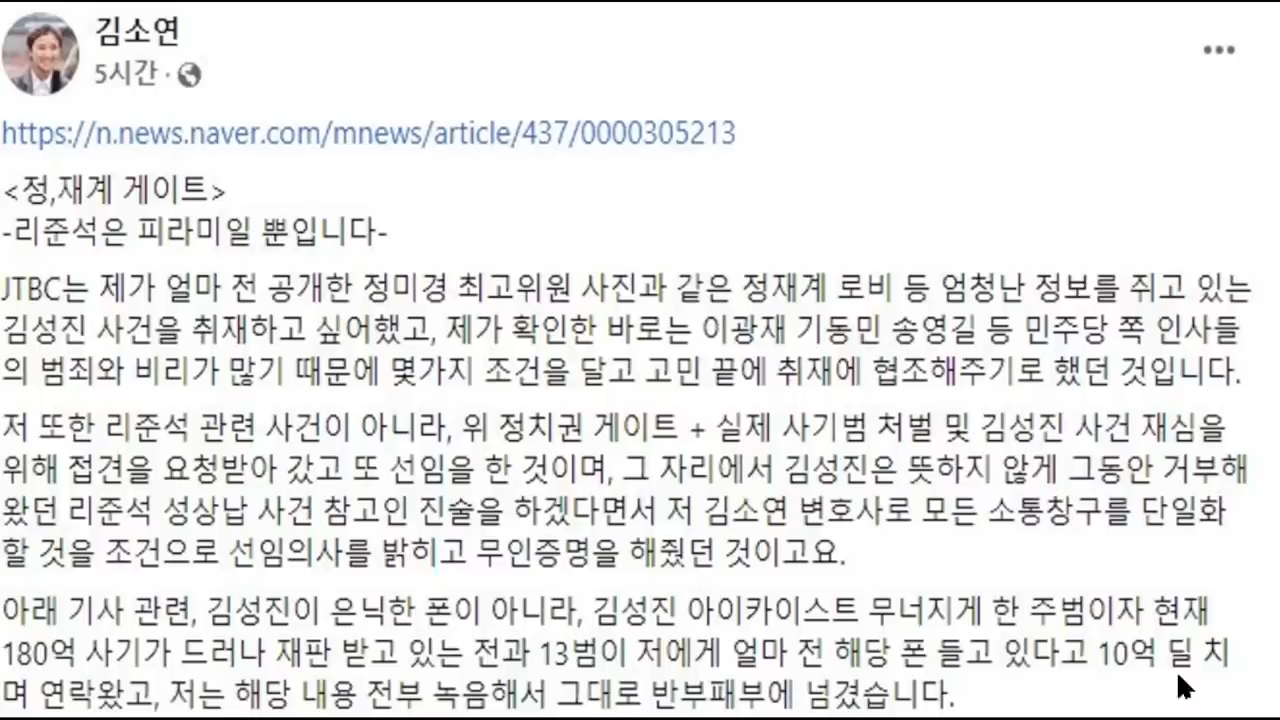 김소연
5시간 ·
https://n.news.naver.com/mnews/article/437/0000305213
<정,재계 게이트>
-리준석은 피라미일 뿐입니다-
JTBC는 제가 얼마 전 공개한 정미경 최고위원 사진과 같은 정재계 로비 등 엄청난 정보를 쥐고 있는
김성진 사건을 취재하고 싶어했고, 제가 확인한 바로는 이광재 기동민 송영길 등 민주당 쪽 인사들
의 범죄와 비리가 많기 때문에 몇가지 조건을 달고 고민 끝에 취재에 협조해주기로 했던 것입니다.
저 또한 리준석 관련 사건이 아니라, 위 정치권 게이트 + 실제 사기범 처벌 및 김성진 사건 재심을
위해 접견을 요청받아 갔고 또 선임을 한 것이며, 그 자리에서 김성진은 뜻하지 않게 그동안 거부해
왔던 리준석 성상납 사건 참고인 진술을 하겠다면서 저 김소연 변호사로 모든 소통창구를 단일화
할 것을 조건으로 선임의사를 밝히고 무인증명을 해줬던 것이고요.
아래 기사 관련, 김성진이 은닉한 폰이 아니라, 김성진 아이카이스트 무너지게 한 주범이자 현재
180억 사기가 드러나 재판 받고 있는 전과 13범이 저에게 얼마 전 해당 폰 들고 있다고 10억 딜 치
며 연락왔고, 저는 해당 내용 전부 녹음해서 그대로 반부패부에 넘겼습니다.